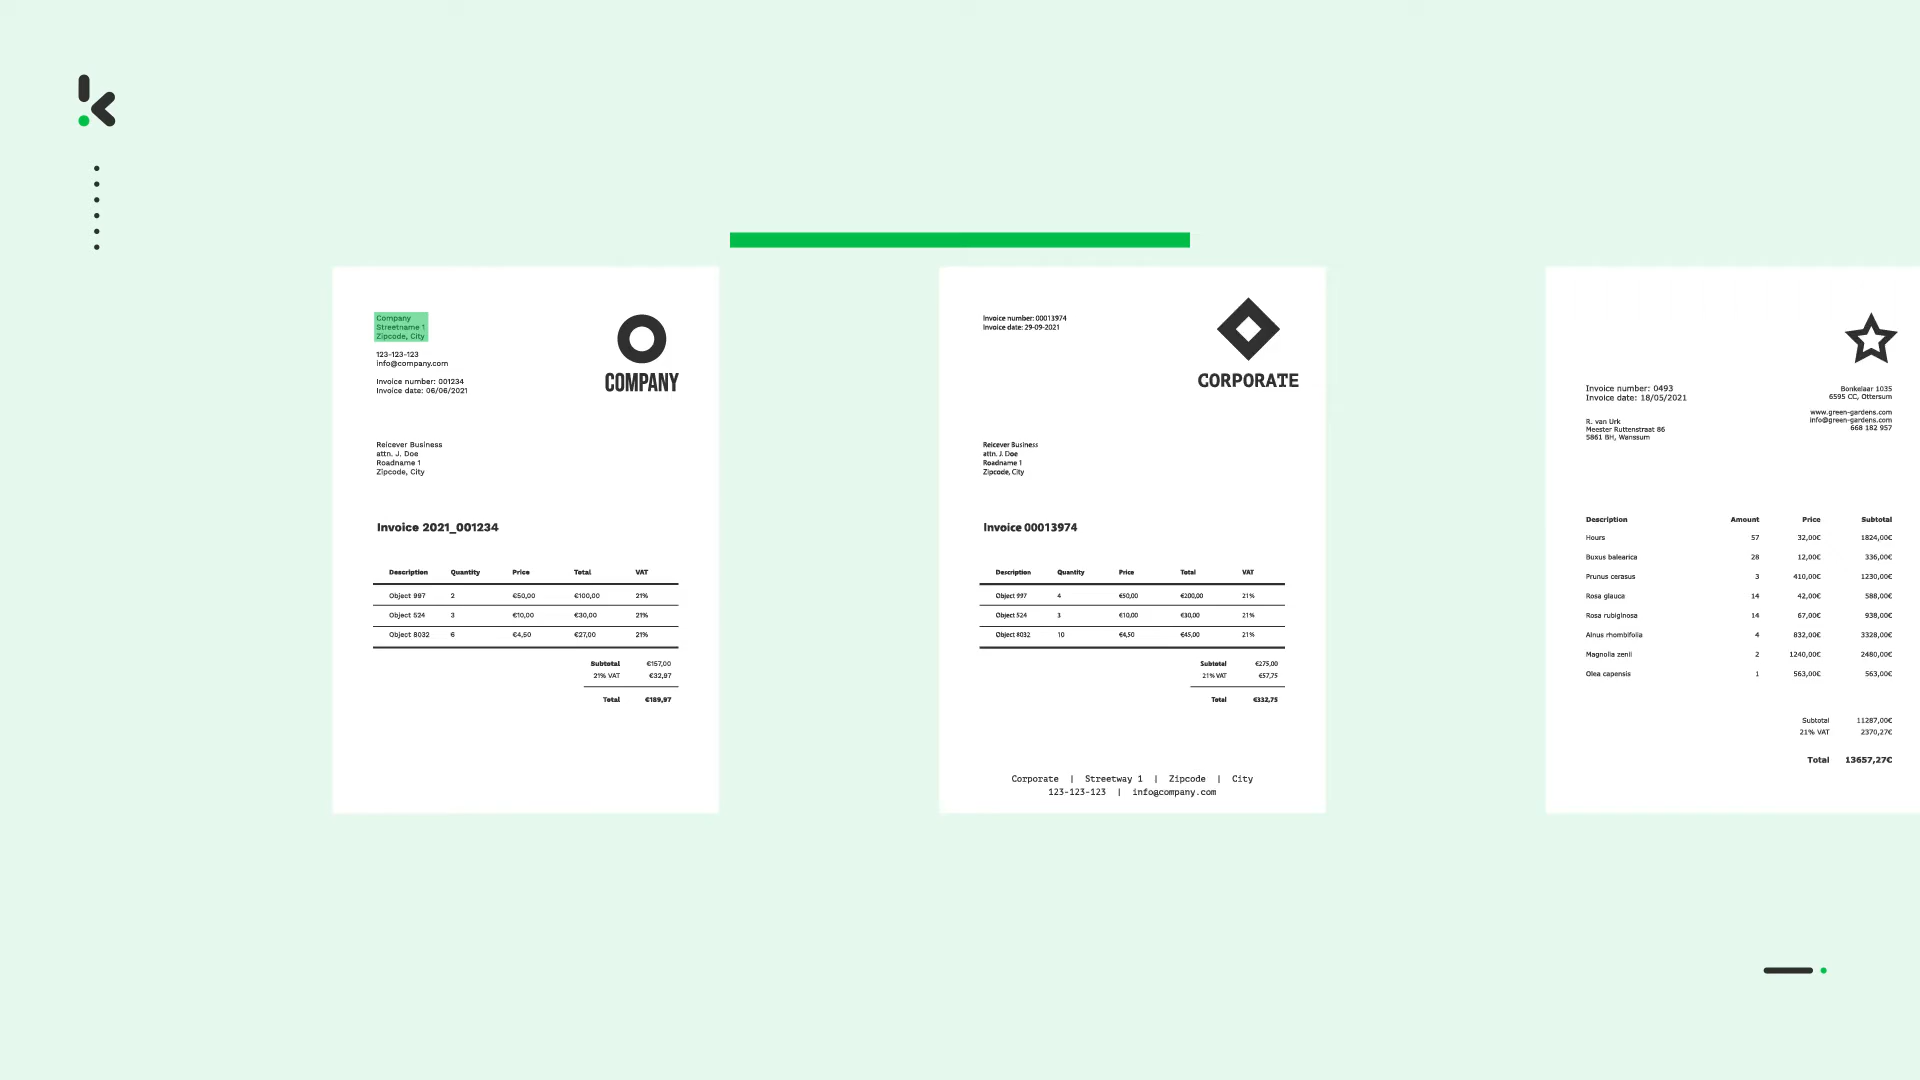 Company
Streetname 1
Zipcode, City
123-123-123
info@company.com
Invoice number: 001234
Invoice date: 06/06/2021
COMPANY
Reicever Business
attn. J. Doe
Roadname 1
Zipcode, City
Invoice 2021_001234
Description Quantity Price Total VAT
Object 997 2 €50,00 €100,00 21%
Object 524 3 €10,00 €30,00 21%
Object 8032 6 €4,50 €27,00 21%
Subtotal €157,00
21% VAT €32,97
Total €189,97
Invoice number: 00013974
Invoice date: 29-09-2021
CORPORATE
Reicever Business
attn. J. Doe
Roadname 1
Zipcode, City
Invoice 00013974
Description Quantity Price Total VAT
Object 997 4 €50,00 €200,00 21%
Object 524 3 €10,00 €30,00 21%
Object 8032 10 €4,50 €45,00 21%
Subtotal €275,00
21% VAT €57,75
Total €332,75
Corporate | Streetway 1 | Zipcode | City
123-123-123 | info@company.com
Invoice number: 0493
Invoice date: 18/05/2021
R. van Urk
Meester Ruttenstraat 86
5861 BH, Wanssum
Bonkelaar 1035
6595 CC, Ottersum
www.green-gardens.com
info@green-gardens.com
668 182 957
Description Amount Price Subtotal
Hours 57 32,00€ 1824,00€
Buxus balearica 28 12,00€ 336,00€
Prunus cerasus 3 410,00€ 1230,00€
Rosa glauca 14 42,00€ 588,00€
Rosa rubiginosa 14 67,00€ 938,00€
Alnus rhombifolia 4 832,00€ 3328,00€
Magnolia zenii 2 1240,00€ 2480,00€
Olea capensis 1 563,00€ 563,00€
Subtotal 11287,00€
21% VAT 2370,27€
Total 13657,27€